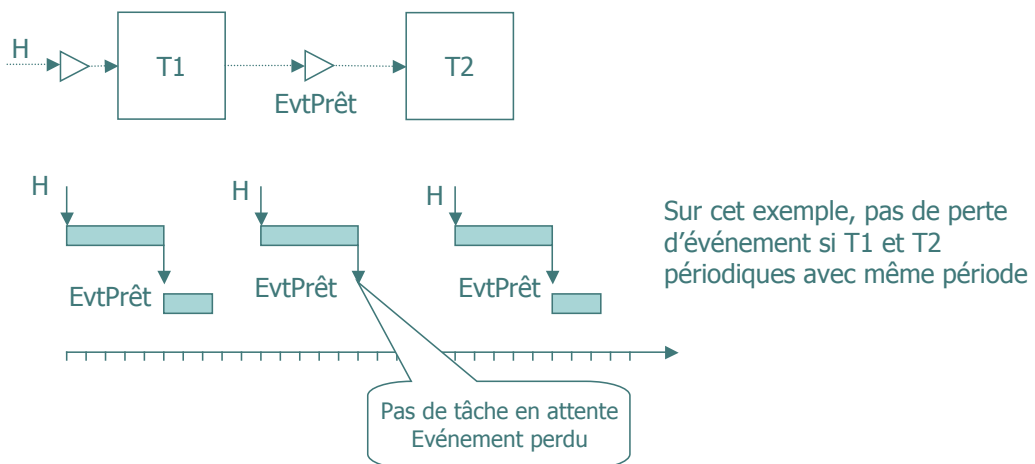 H
T1
T2
EvtPrêt
H
H
H
Sur cet exemple, pas de perte
d'événement si T1 et T2
périodiques avec même période
EvtPrêt
EvtPrêt
EvtPrêt
Pas de tâche en attente
Evénement perdu